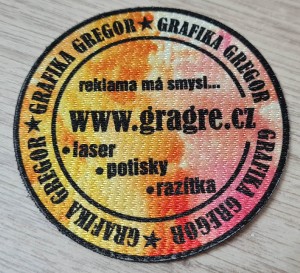 GRAFIKA GREGOR ★ GRAFIKA GREGOR ★ GRAFIKA GREGOR ★ GRAFIKA GREGOR ★
reklama má smysl...
www.gragre.cz
• laser
• potisky
• razítka